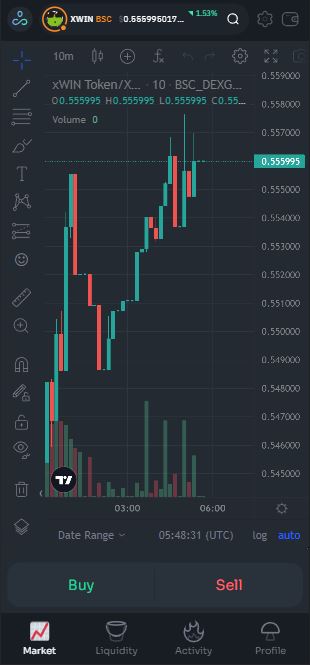 XWIN BSC $0.555995017... 1.53%
10m
xWIN Token/X... · 10 · BSC_DEXG...
O0.555995 H0.555995 L0.555995 C0.55...
Volume 0
0.559000
0.558000
0.557000
0.555995
0.555000
0.554000
0.553000
0.552000
0.551000
0.550000
0.549000
0.548000
0.547000
0.546000
0.545000
03:00 06:00
Date Range 05:48:31 (UTC) log auto
Buy Sell
Market Liquidity Activity Profile